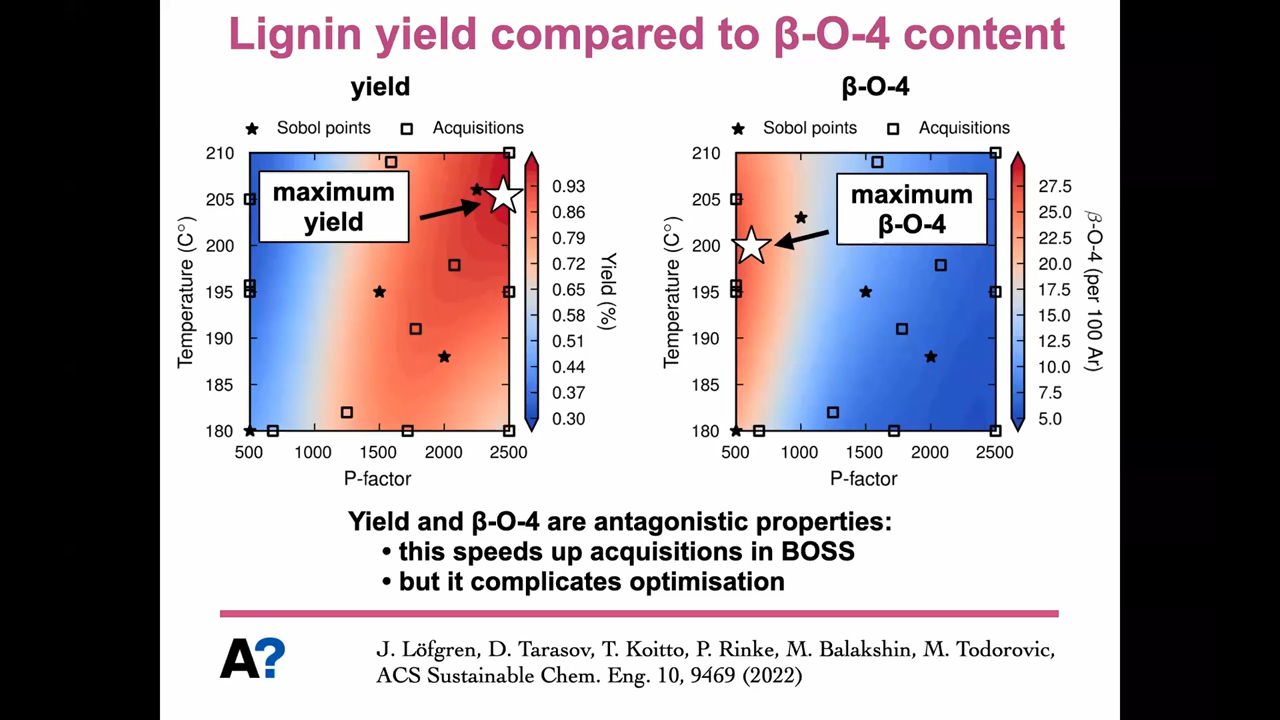 Lignin yield compared to β-O-4 content
yield
★ Sobol points □ Acquisitions
210
205
200
195
190
185
180
Temperature (C°)
maximum
yield
500 1000 1500 2000 2500
P-factor
0.93
0.86
0.79
0.72
0.65
0.58
0.51
0.44
0.37
0.30
Yield (%)
β-O-4
★ Sobol points □ Acquisitions
210
205
200
195
190
185
180
Temperature (C°)
maximum
β-O-4
500 1000 1500 2000 2500
P-factor
27.5
25.0
22.5
20.0
17.5
15.0
12.5
10.0
7.5
5.0
β-O-4 (per 100 Ar)
Yield and β-O-4 are antagonistic properties:
• this speeds up acquisitions in BOSS
• but it complicates optimisation
A?
J. Löfgren, D. Tarasov, T. Koitto, P. Rinke, M. Balakshin, M. Todorovic,
ACS Sustainable Chem. Eng. 10, 9469 (2022)